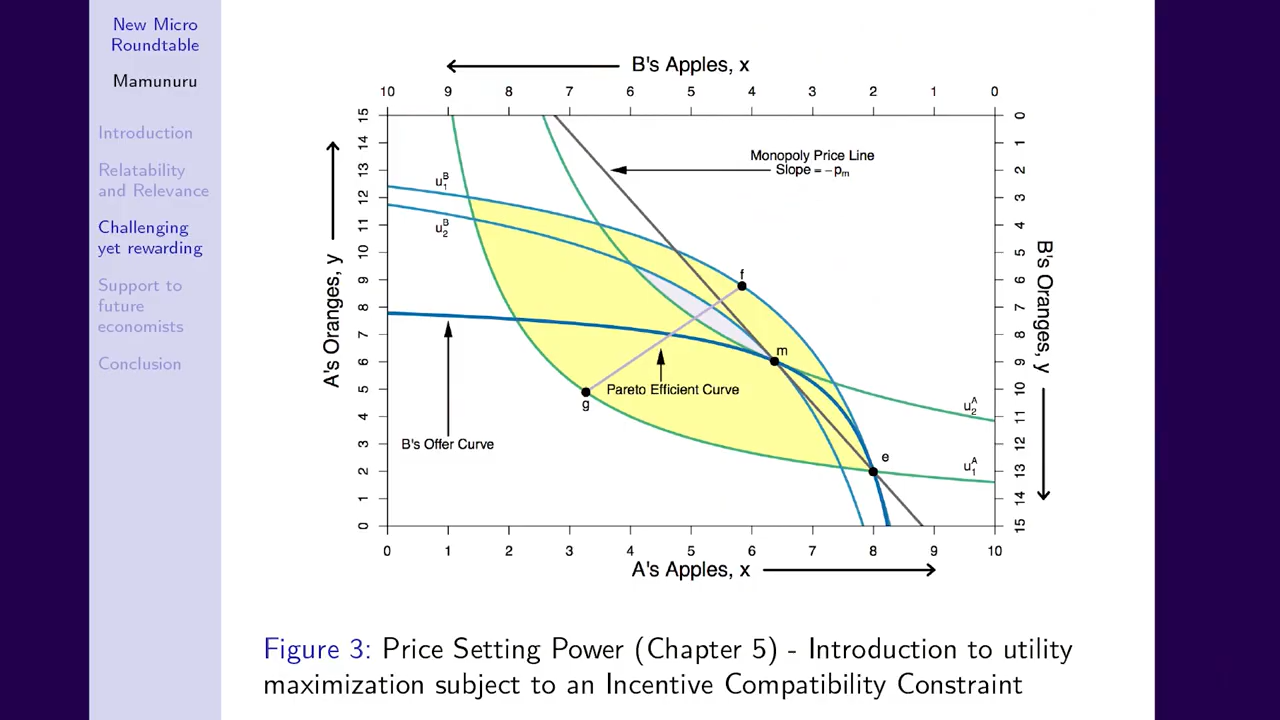 New Micro
Roundtable
Mamunuru
Introduction
Relatability
and Relevance
Challenging
yet rewarding
Support to
future
economists
Conclusion
B's Apples, x
10 9 8 7 6 5 4 3 2 1 0
15 14 13 12 11 10 9 8 7 6 5 4 3 2 1 0
A's Oranges, y
0 1 2 3 4 5 6 7 8 9 10 11 12 13 14 15
B's Oranges, y
Monopoly Price Line
Slope = −pm
u1B
u2B
f
m
Pareto Efficient Curve
g
u2A
B's Offer Curve
e
u1A
0 1 2 3 4 5 6 7 8 9 10
A's Apples, x
Figure 3: Price Setting Power (Chapter 5) - Introduction to utility
maximization subject to an Incentive Compatibility Constraint